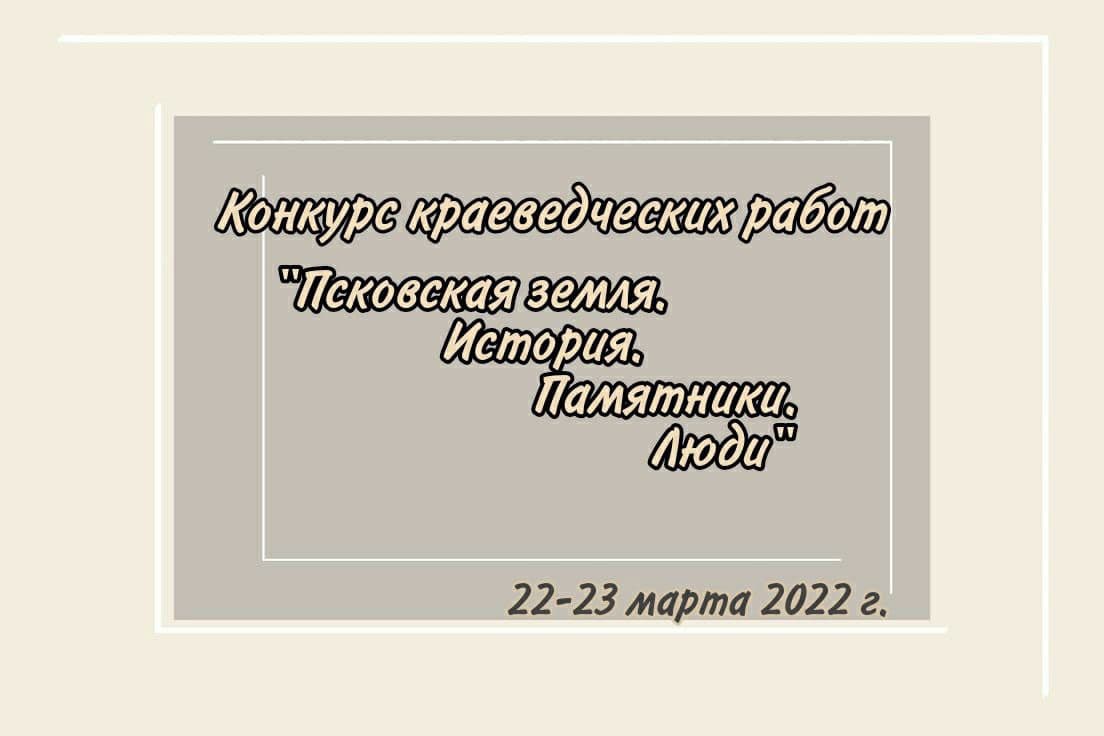 Конкурс краеведческих работ
"Псковская земля.
История.
Памятники.
Люди"
22-23 марта 2022 г.